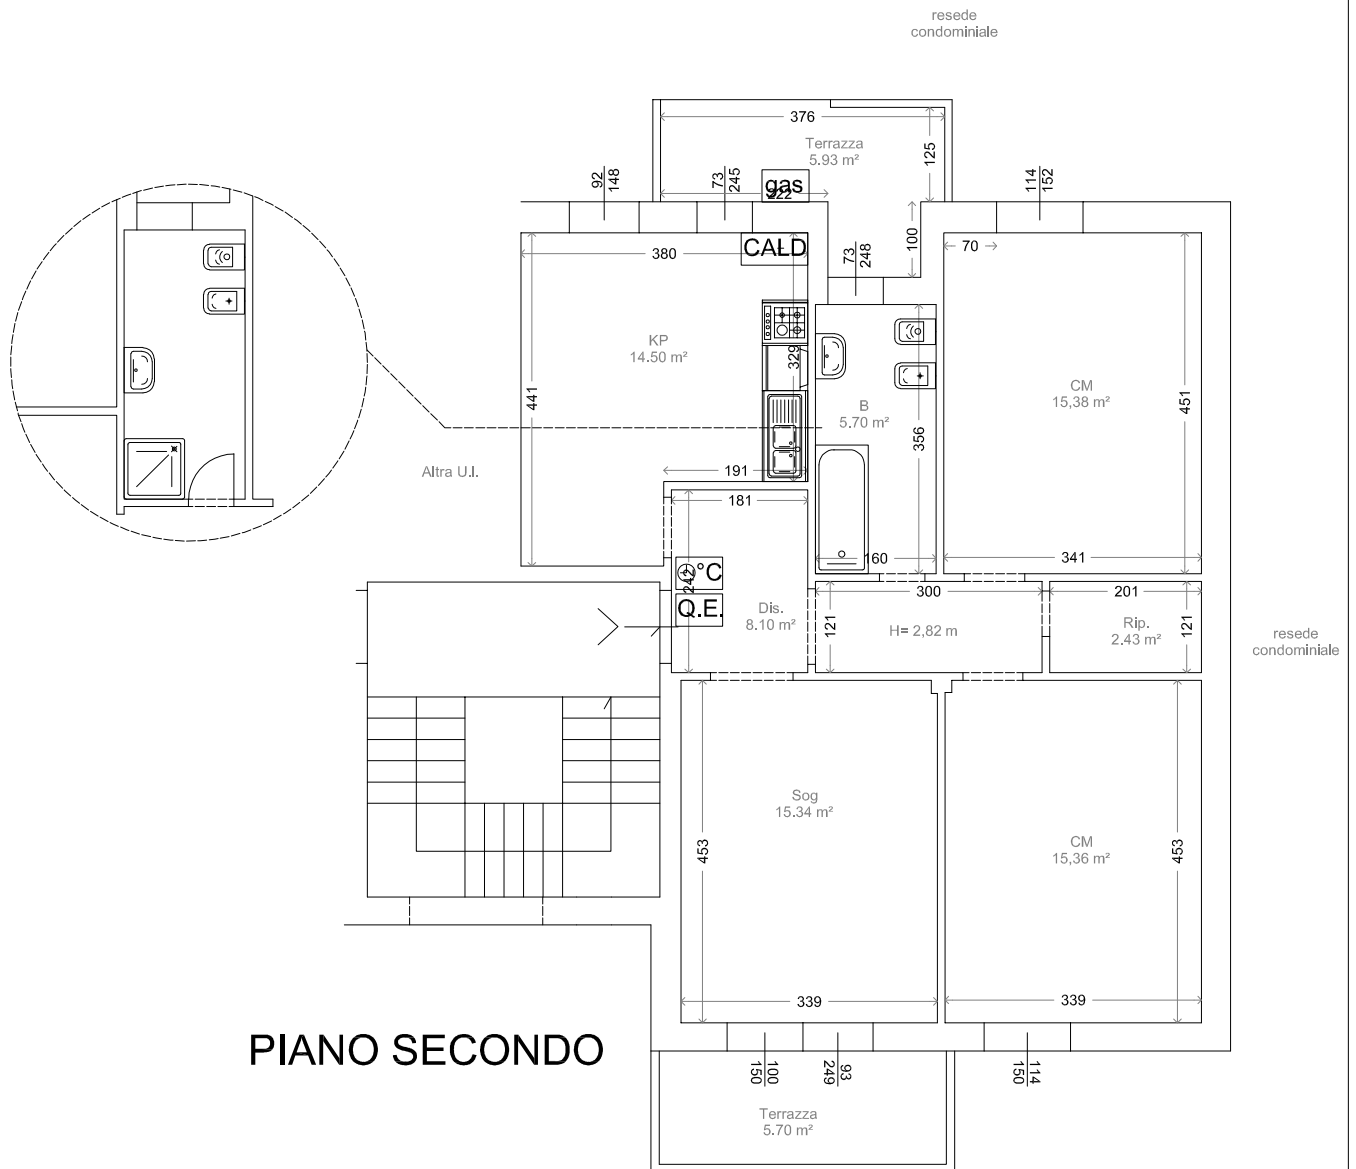 resede
condominiale
376
Terrazza
5.93 m²
125
92
148
73
245
gas
222
114
152
CALD
380
100
70
73
248
KP
14.50 m²
329
441
CM
15,38 m²
451
B
5.70 m²
356
Altra U.I.
191
181
160
341
°C
242
Q.E.
Dis.
8.10 m²
300
121
H= 2,82 m
201
Rip.
2.43 m²
121
resede
condominiale
Sog
15.34 m²
453
CM
15,36 m²
453
339
339
PIANO SECONDO
100
150
93
249
114
150
Terrazza
5.70 m²